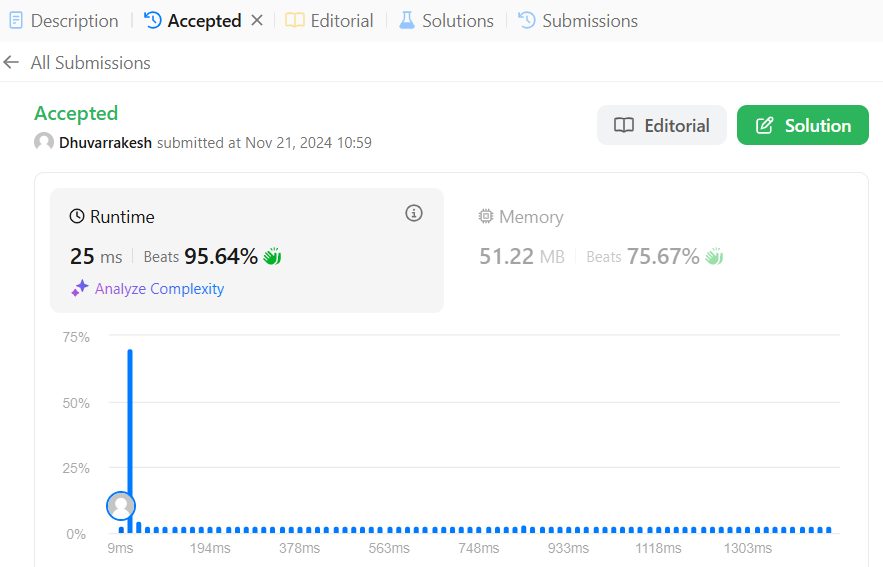 Description Accepted Editorial Solutions Submissions
All Submissions
Accepted
Editorial Solution
Dhuvarrakesh submitted at Nov 21, 2024 10:59
Runtime Memory
25 ms Beats 95.64% 51.22 MB Beats 75.67%
Analyze Complexity
75%
50%
25%
0%
9ms 194ms 378ms 563ms 748ms 933ms 1118ms 1303ms